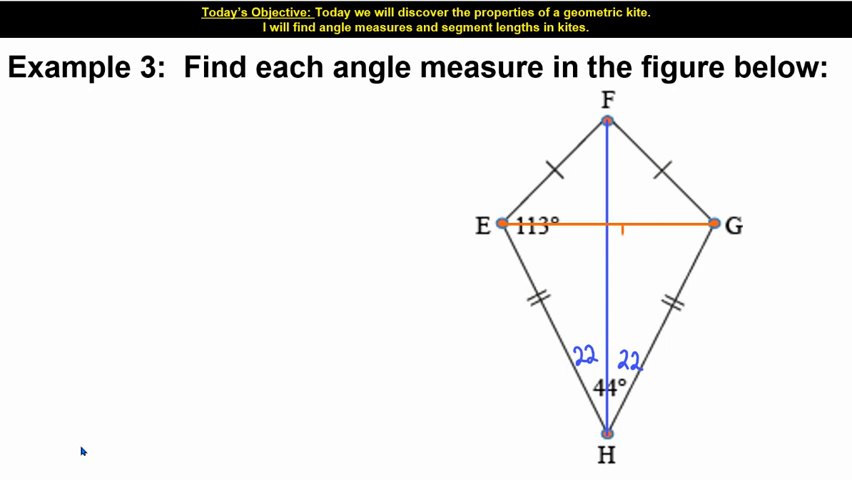 Today's Objective: Today we will discover the properties of a geometric kite.
I will find angle measures and segment lengths in kites.
Example 3: Find each angle measure in the figure below:
F
E 113° G
22 22
44°
H